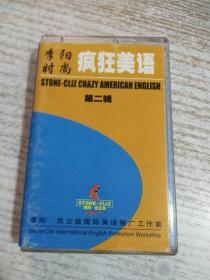 李阳
时尚 疯狂美语
STONE-CLIZ CRAZY AMERICAN ENGLISH
第二辑
STONE-CLIZ
李阳·克立兹国际英语推广工作室
Stone-Cliz International English Promotion Workshop